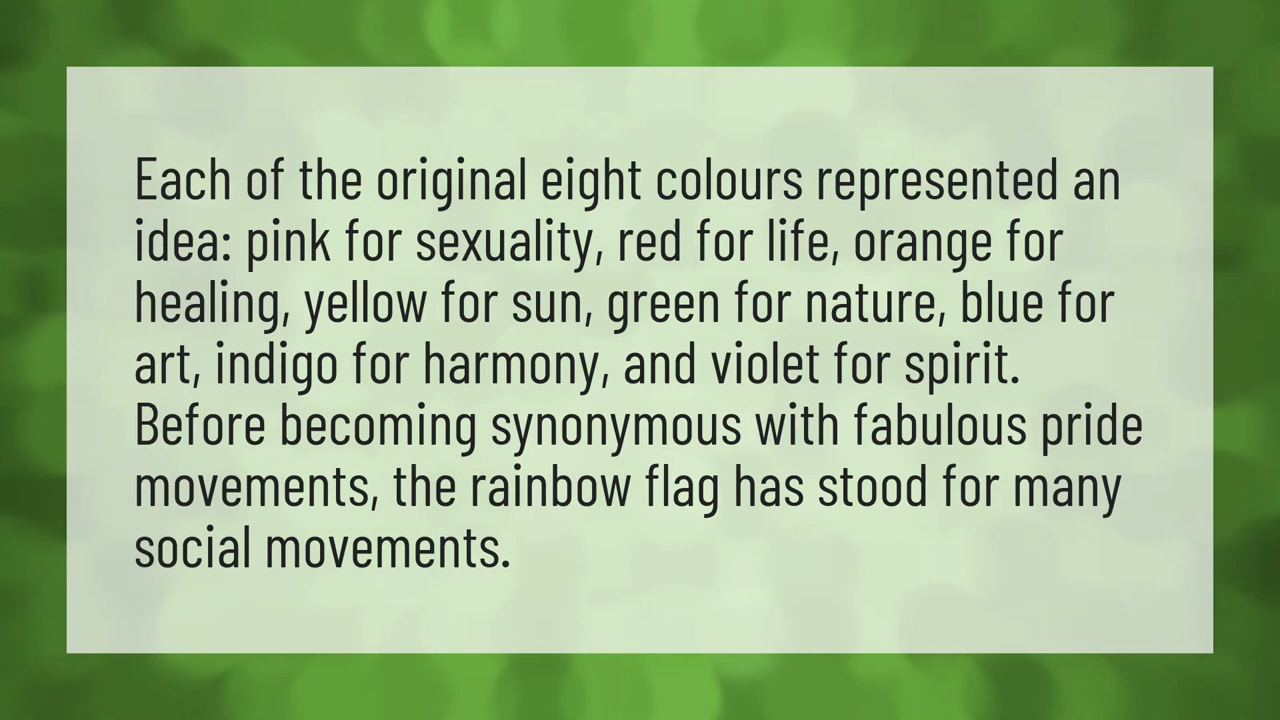 Each of the original eight colours represented an
idea: pink for sexuality, red for life, orange for
healing, yellow for sun, green for nature, blue for
art, indigo for harmony, and violet for spirit.
Before becoming synonymous with fabulous pride
movements, the rainbow flag has stood for many
social movements.